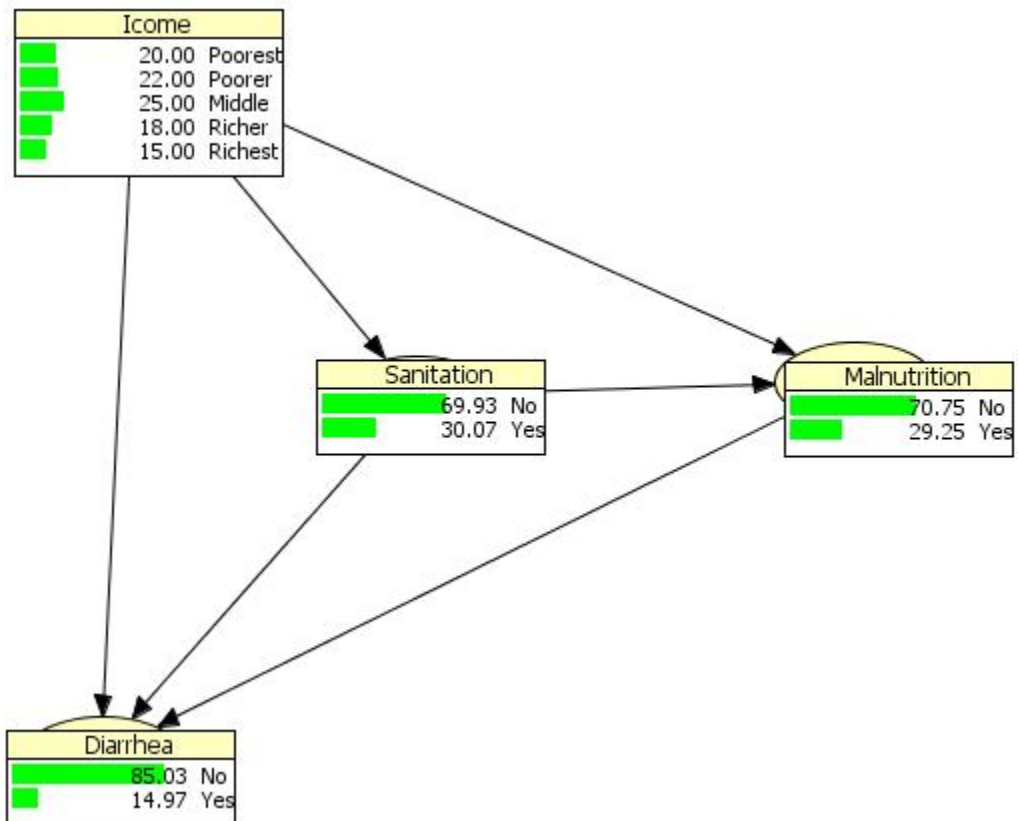 Icome
20.00 Poorest
22.00 Poorer
25.00 Middle
18.00 Richer
15.00 Richest
Sanitation
69.93 No
30.07 Yes
Malnutrition
70.75 No
29.25 Yes
Diarrhea
85.03 No
14.97 Yes